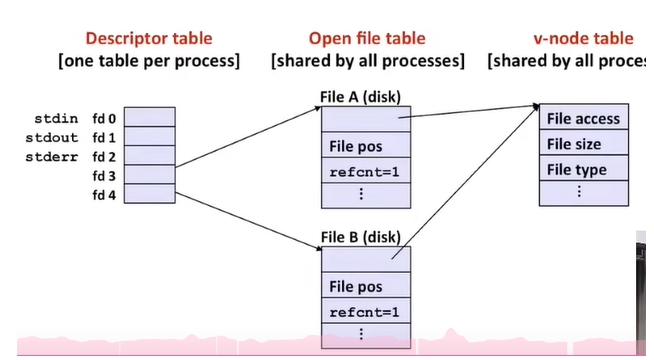 Descriptor table
[one table per process]
Open file table
[shared by all processes]
v-node table
[shared by all
stdin fd 0
stdout fd 1
stderr fd 2
fd 3
fd 4
File A (disk)
File pos
refcnt=1
⋮
File B (disk)
File pos
refcnt=1
⋮
File access
File size
File type
⋮